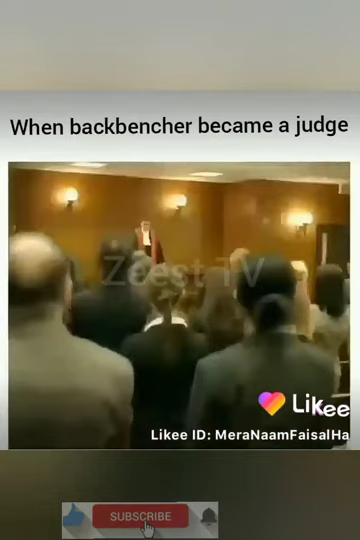 When backbencher became a judge
Zeest TV
Likee
Likee ID: MeraNaamFaisalHa
SUBSCRIBE